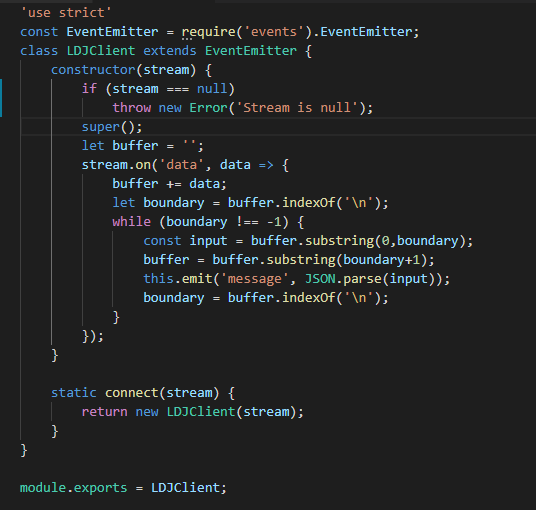 'use strict'
const EventEmitter = require('events').EventEmitter;
class LDJClient extends EventEmitter {
    constructor(stream) {
        if (stream === null)
            throw new Error('Stream is null');
        super();
        let buffer = '';
        stream.on('data', data => {
            buffer += data;
            let boundary = buffer.indexOf('\n');
            while (boundary !== -1) {
                const input = buffer.substring(0,boundary);
                buffer = buffer.substring(boundary+1);
                this.emit('message', JSON.parse(input));
                boundary = buffer.indexOf('\n');
            }
        });
    }

    static connect(stream) {
        return new LDJClient(stream);
    }
}

module.exports = LDJClient;